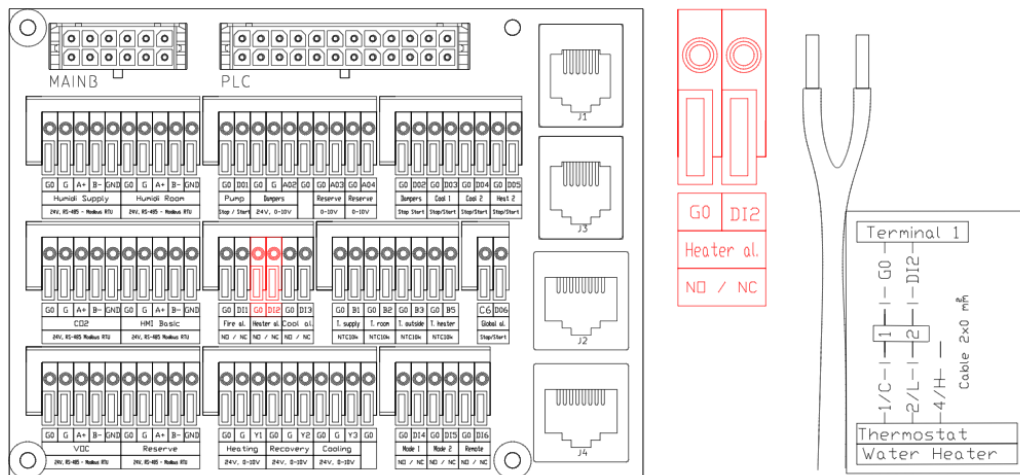 MAINB PLC
J1
G0 G A+ B- GND G0 G A+ B- GND
Humidi Supply Humidi Room
24V, RS-485 - Modbus RTU 24V, RS-485 - Modbus RTU
G0 DO1 G0 G AO2 G0 G0 AO3 G0 AO4
Pump Dampers Reserve Reserve
Stop / Start 24V, 0-10V 0-10V 0-10V
G0 DO2 G0 DO3 G0 DO4 G0 DO5
Dampers Cool 1 Cool 2 Heat 2
Stop Start Stop/Start Stop/Start Stop/Start
J3
G0 G A+ B- GND G0 G A+ B- GND
CO2 HMI Basic
24V, RS-485 Modbus RTU 24V, RS-485 - Modbus RTU
G0 DI1 G0 DI2 G0 DI3
Fire al. Heater al. Cool al.
NO / NC NO / NC NO / NC
G0 B1 G0 B2 G0 B3 G0 B5
T. supply T. room T. outside T. heater
NTC10k NTC10k NTC10k NTC10k
C6 DO6
Global al.
Stop/Start
J2
G0 G A+ B- GND G0 G A+ B- GND
VOC Reserve
24V, RS-485 - Modbus RTU 24V, RS-485 - Modbus RTU
G0 G Y1 G0 G Y2 G0 G Y3 G0
Heating Recovery Cooling
24V, 0-10V 24V, 0-10V 24V, 0-10V
G0 DI4 G0 DI5 G0 DI6
Mode 1 Mode 2 Remote
NO / NC NO / NC NO / NC
J4
G0 DI2
Heater al.
NO / NC
Terminal 1
G0 DI2
1 2
1/C 2/L 4/H
Cable 2x0 mm²
Thermostat
Water Heater